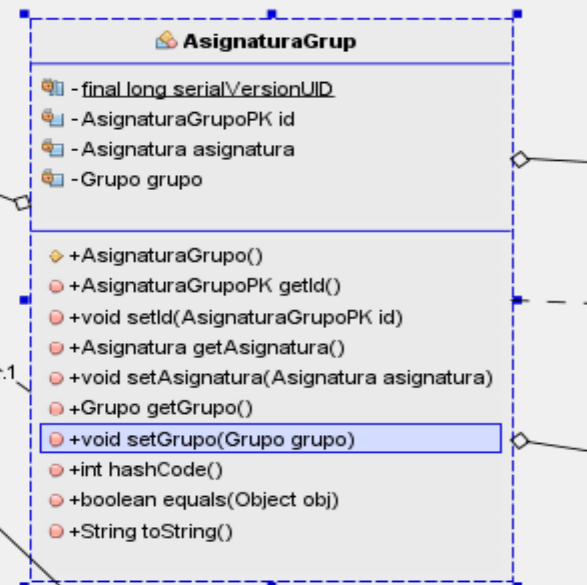 AsignaturaGrup
- final long serialVersionUID
- AsignaturaGrupoPK id
- Asignatura asignatura
- Grupo grupo
+AsignaturaGrupo()
+AsignaturaGrupoPK getId()
+void setId(AsignaturaGrupoPK id)
+Asignatura getAsignatura()
.1
+void setAsignatura(Asignatura asignatura)
+Grupo getGrupo()
+void setGrupo(Grupo grupo)
+int hashCode()
+boolean equals(Object obj)
+String toString()